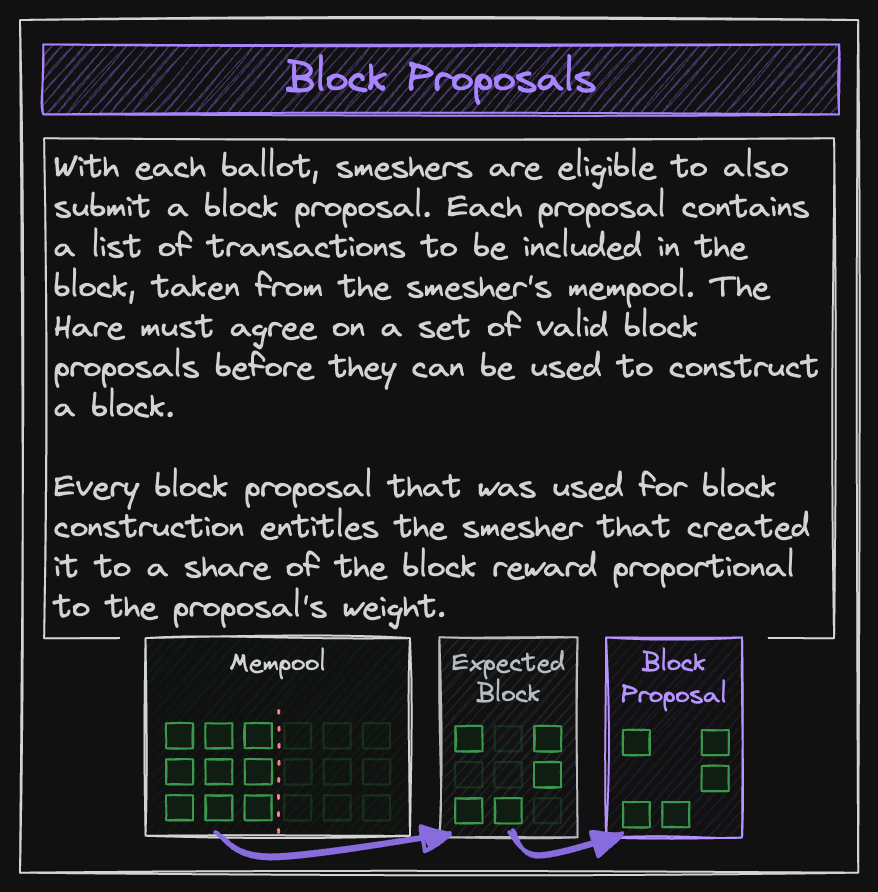 Block Proposals
With each ballot, smeshers are eligible to also
submit a block proposal. Each proposal contains
a list of transactions to be included in the
block, taken from the smesher's mempool. The
Hare must agree on a set of valid block
proposals before they can be used to construct
a block.
Every block proposal that was used for block
construction entitles the smesher that created
it to a share of the block reward proportional
to the proposal's weight.
Mempool
Expected
Block
Block
Proposal